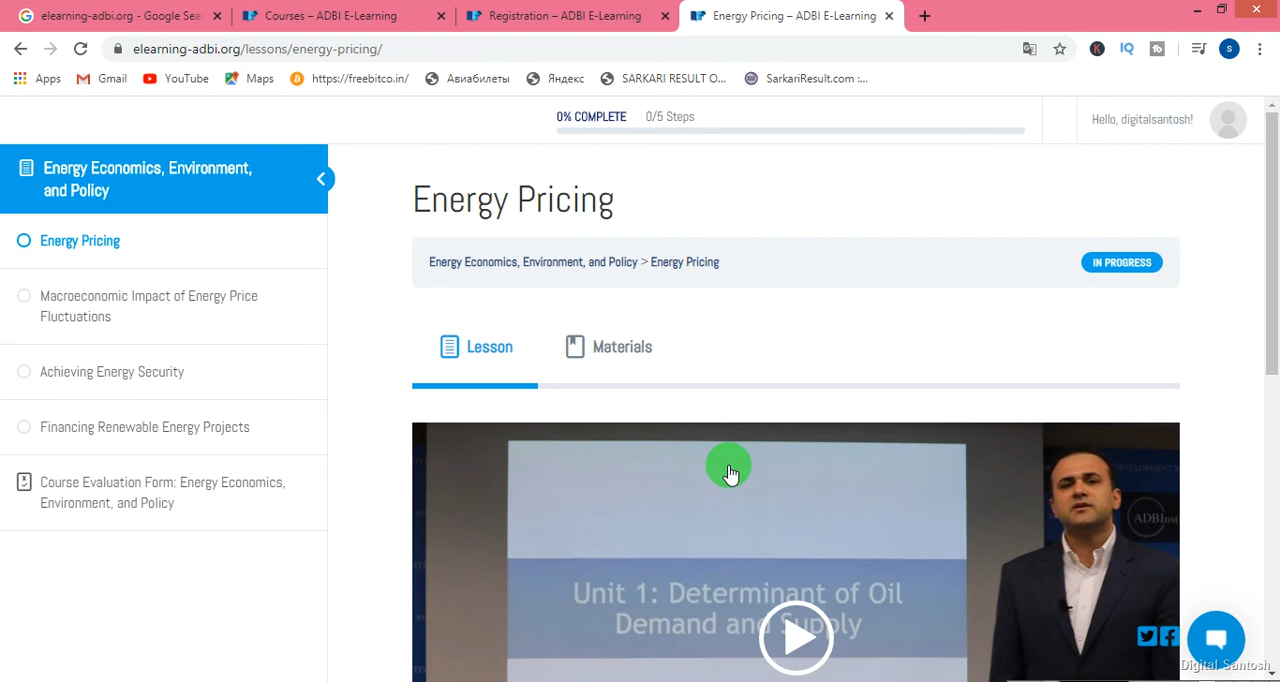 elearning-adbi.org - Google Sear
Courses – ADBI E-Learning
Registration – ADBI E-Learning
Energy Pricing – ADBI E-Learning
elearning-adbi.org/lessons/energy-pricing/
Apps
Gmail
YouTube
Maps
https://freebitco.in/
Авиабилеты
Яндекс
SARKARI RESULT O...
SarkariResult.com :...
0% COMPLETE 0/5 Steps
Hello, digitalsantosh!
Energy Economics, Environment,
and Policy
Energy Pricing
Macroeconomic Impact of Energy Price
Fluctuations
Achieving Energy Security
Financing Renewable Energy Projects
Course Evaluation Form: Energy Economics,
Environment, and Policy
Energy Pricing
Energy Economics, Environment, and Policy > Energy Pricing
IN PROGRESS
Lesson
Materials
Unit 1: Determinant of Oil
Demand and Supply
ADBInst
Digital Santosh